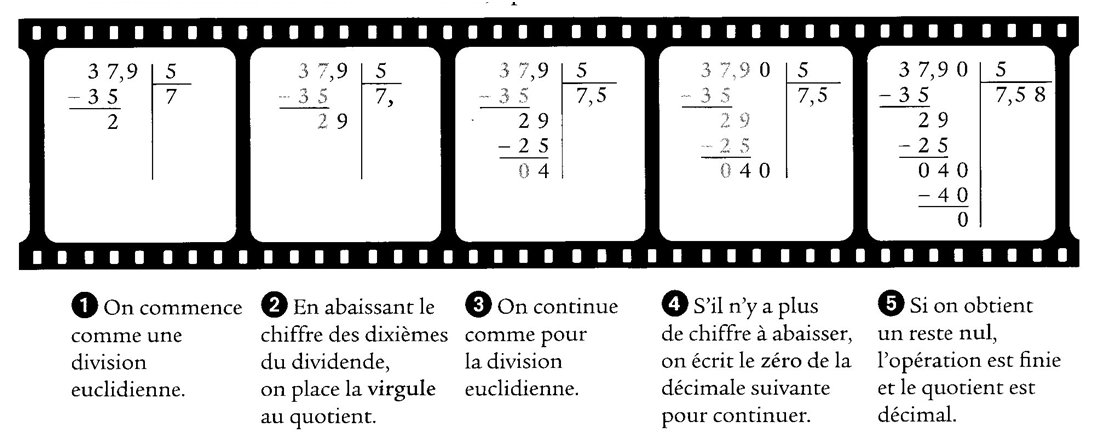 3 7,9 5
- 3 5 7
2
3 7,9 5
- 3 5 7,
2 9
3 7,9 5
- 3 5 7,5
2 9
- 2 5
0 4
3 7,9 0 5
- 3 5 7,5
2 9
- 2 5
0 4 0
3 7,9 0 5
- 3 5 7,5 8
2 9
- 2 5
0 4 0
- 4 0
0
1 On commence
comme une
division
euclidienne.
2 En abaissant le
chiffre des dixièmes
du dividende,
on place la virgule
au quotient.
3 On continue
comme pour
la division
euclidienne.
4 S'il n'y a plus
de chiffre à abaisser,
on écrit le zéro de la
décimale suivante
pour continuer.
5 Si on obtient
un reste nul,
l'opération est finie
et le quotient est
décimal.